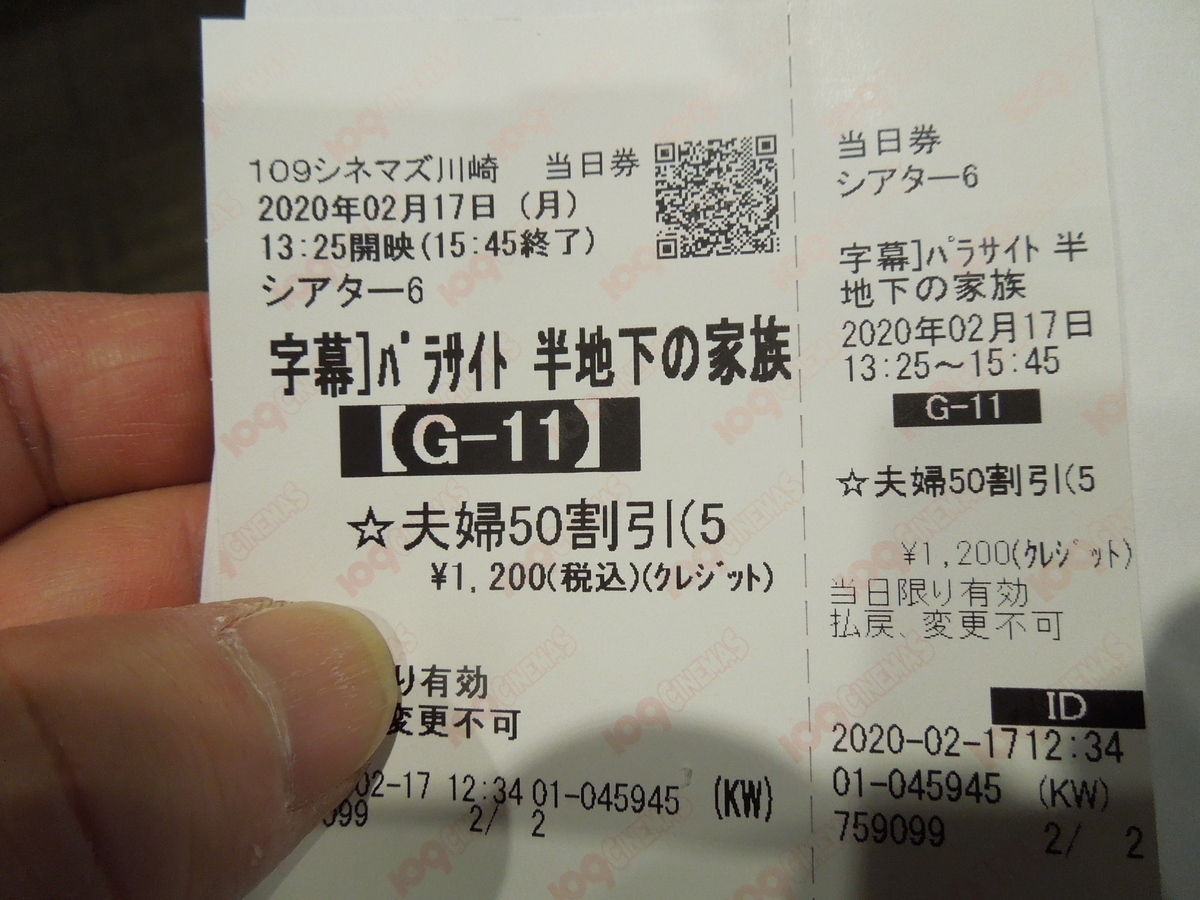 109シネマズ川崎 当日券
2020年02月17日(月)
13:25開映(15:45終了)
シアター6
字幕]パラサイト 半地下の家族
【G-11】
☆夫婦50割引(5
¥1,200(税込)(クレジット)
り有効
変更不可
02-17 12:34 01-045945 (KW)
099 2/ 2
当日券
シアター6
字幕]パラサイト 半
地下の家族
2020年02月17日
13:25～15:45
G-11
☆夫婦50割引(5
¥1,200(クレジット)
当日限り有効
払戻、変更不可
ID
2020-02-17 12:34
01-045945 (KW)
759099 2/ 2
109 CINEMAS